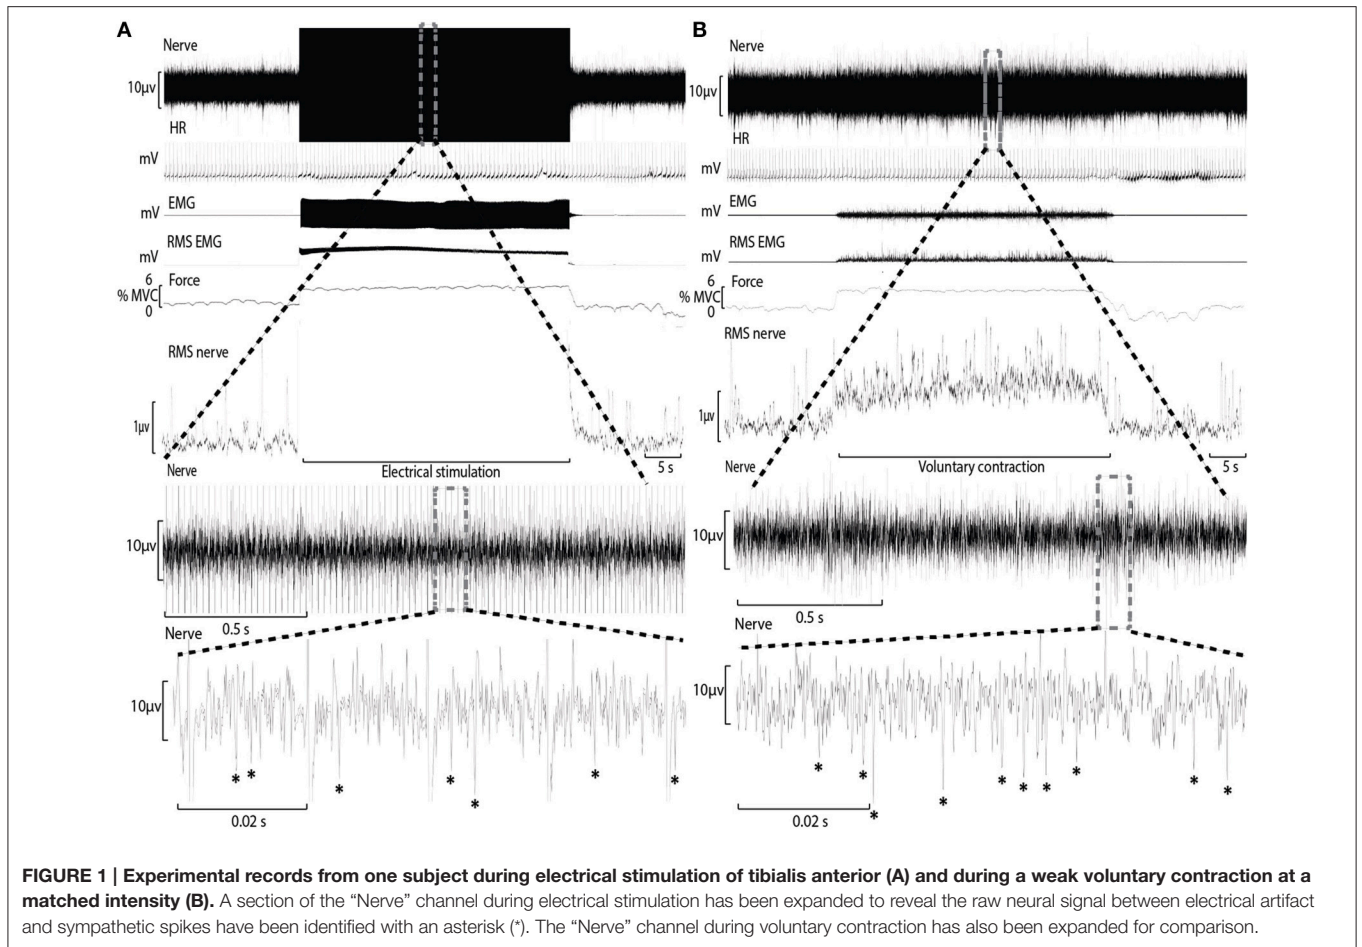 A
Nerve
10μv
HR
mV
EMG
mV
RMS EMG
mV
6 Force
% MVC
0
RMS nerve
1μv
5 s
Electrical stimulation
Nerve
10μv
0.5 s
Nerve
10μv
* * * * * * *
0.02 s
B
Nerve
10μv
HR
mV
EMG
mV
RMS EMG
mV
6 Force
% MVC
0
RMS nerve
1μv
5 s
Voluntary contraction
Nerve
10μv
0.5 s
Nerve
10μv
* * * * * * * * * *
0.02 s
FIGURE 1 | Experimental records from one subject during electrical stimulation of tibialis anterior (A) and during a weak voluntary contraction at a
matched intensity (B). A section of the “Nerve” channel during electrical stimulation has been expanded to reveal the raw neural signal between electrical artifact
and sympathetic spikes have been identified with an asterisk (*). The “Nerve” channel during voluntary contraction has also been expanded for comparison.